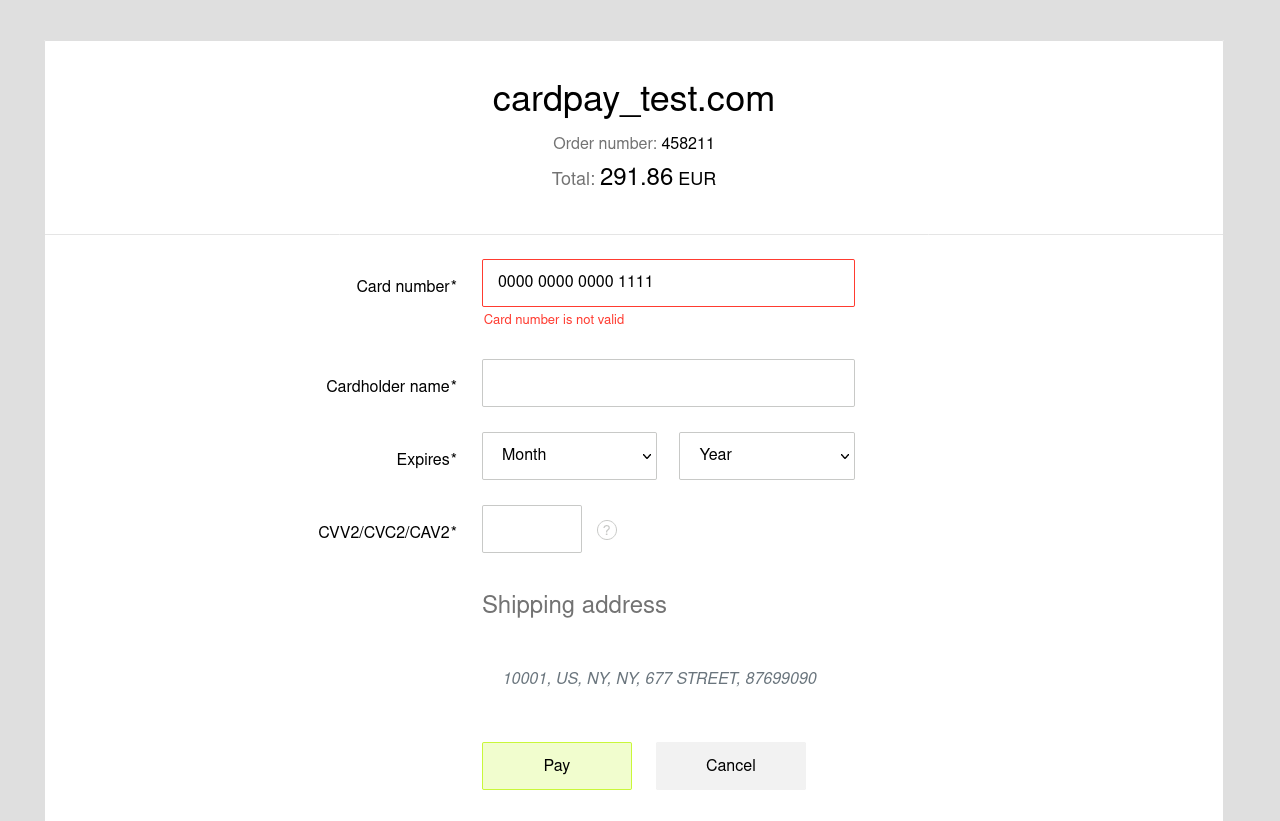 cardpay_test.com
Order number: 458211
Total: 291.86 EUR
Card number* 0000 0000 0000 1111
Card number is not valid
Cardholder name*
Expires* Month Year
CVV2/CVC2/CAV2* ?
Shipping address
10001, US, NY, NY, 677 STREET, 87699090
Pay Cancel